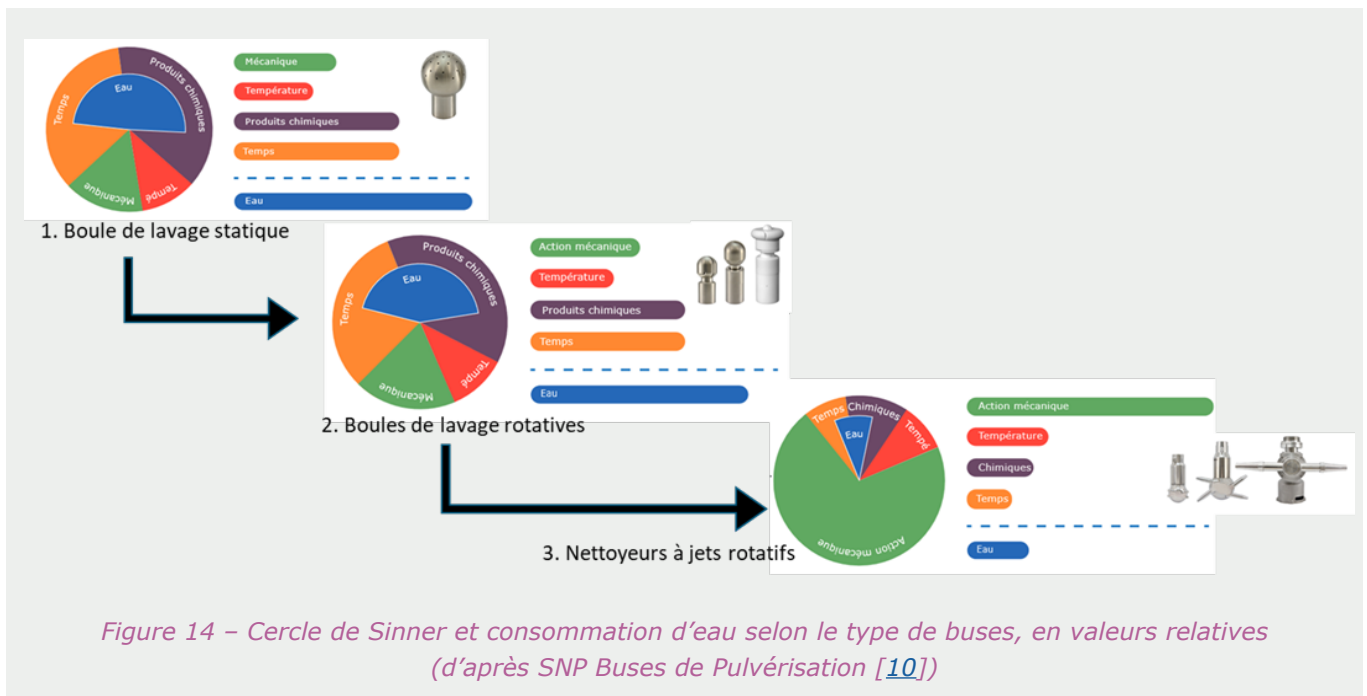 Temps
Produits chimiques
Eau
Mécanique
Tempé
Mécanique
Température
Produits chimiques
Temps
Eau
1. Boule de lavage statique
Temps
Produits chimiques
Eau
Mécanique
Tempé
Action mécanique
Température
Produits chimiques
Temps
Eau
2. Boules de lavage rotatives
Temps
Chimiques
Tempé
Eau
Action mécanique
Action mécanique
Température
Chimiques
Temps
Eau
3. Nettoyeurs à jets rotatifs
Figure 14 – Cercle de Sinner et consommation d’eau selon le type de buses, en valeurs relatives
(d’après SNP Buses de Pulvérisation [10])